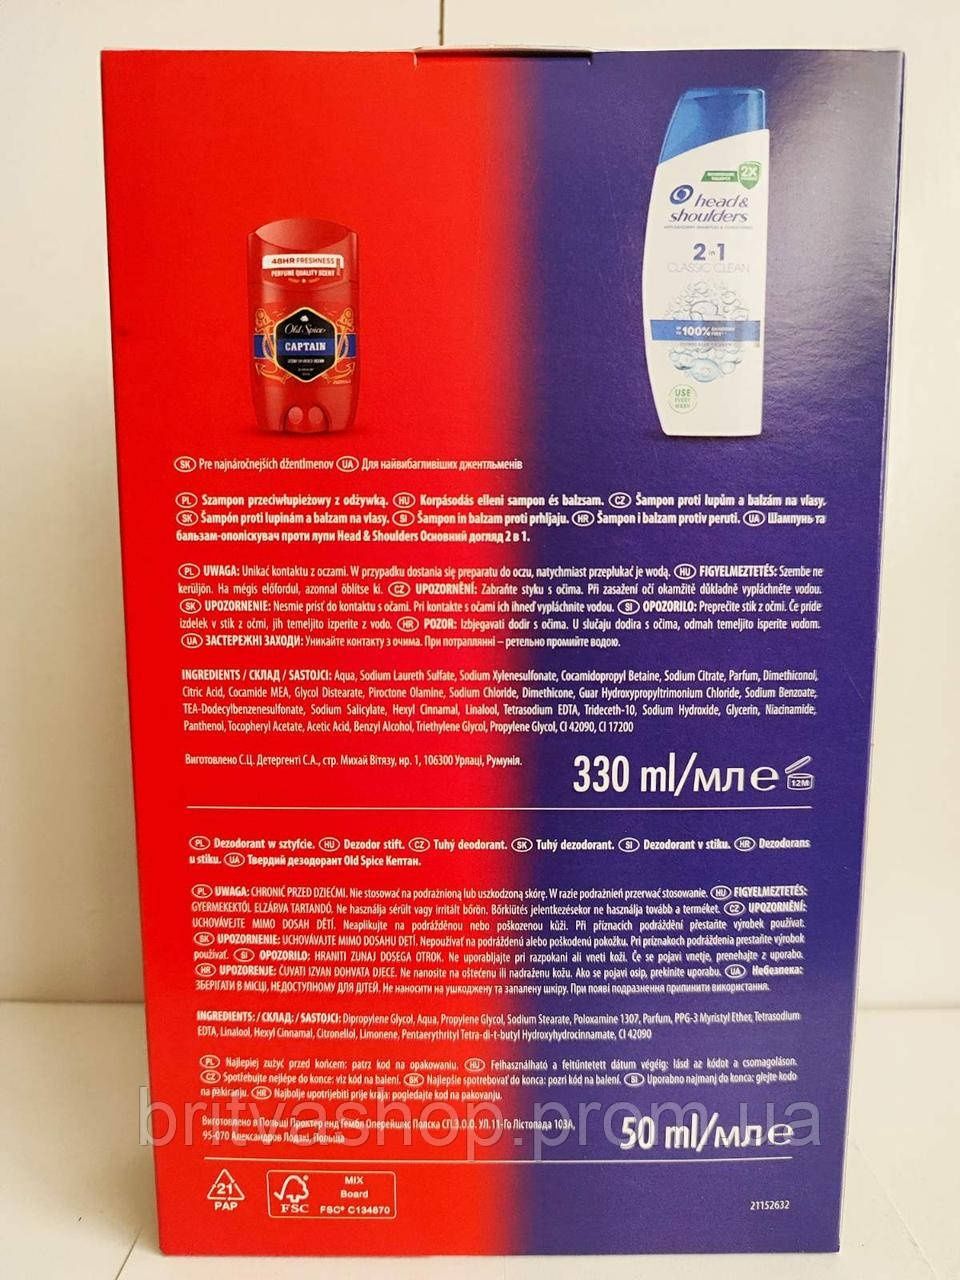 48HR FRESHNESS
PERFUME QUALITY SCENT
Old Spice
CAPTAIN
2X
head&
shoulders
2in1
CLASSIC CLEAN
100%
USE
EVERY
WASH
SK Pre najnáročnejších džentlmenov UA Для найвибагливіших джентльменів
PL Szampon przeciwłupieżowy z odżywką. HU Korpásodás elleni sampon és balzsam. CZ Šampon proti lupům a balzám na vlasy.
SK Šampón proti lupinám a balzam na vlasy. SI Šampon in balzam proti prhljaju. HR Šampon i balzam protiv peruti. UA Шампунь та
бальзам-ополіскувач проти лупи Head & Shoulders Основний догляд 2 в 1.
PL UWAGA: Unikać kontaktu z oczami. W przypadku dostania się preparatu do oczu, natychmiast przepłukać je wodą. HU FIGYELMEZTETÉS: Szembe ne
kerüljön. Ha mégis előfordul, azonnal öblítse ki. CZ UPOZORNĚNÍ: Zabraňte styku s očima. Při zasažení očí okamžitě důkladně vypláchněte vodou.
SK UPOZORNENIE: Nesmie prísť do kontaktu s očami. Pri kontakte s očami ich ihneď vypláchnite vodou. SI OPOZORILO: Preprečite stik z očmi. Če pride
izdelek v stik z očmi, jih temeljito izperite z vodo. HR POZOR: Izbjegavati dodir s očima. U slučaju dodira s očima, odmah temeljito isperite vodom.
UA ЗАСТЕРЕЖНІ ЗАХОДИ: Уникайте контакту з очима. При потраплянні – ретельно промийте водою.
INGREDIENTS / СКЛАД / SASTOJCI: Aqua, Sodium Laureth Sulfate, Sodium Xylenesulfonate, Cocamidopropyl Betaine, Sodium Citrate, Parfum, Dimethiconol,
Citric Acid, Cocamide MEA, Glycol Distearate, Piroctone Olamine, Sodium Chloride, Dimethicone, Guar Hydroxypropyltrimonium Chloride, Sodium Benzoate,
TEA-Dodecylbenzenesulfonate, Sodium Salicylate, Hexyl Cinnamal, Linalool, Tetrasodium EDTA, Trideceth-10, Sodium Hydroxide, Glycerin, Niacinamide,
Panthenol, Tocopheryl Acetate, Acetic Acid, Benzyl Alcohol, Triethylene Glycol, Propylene Glycol, CI 42090, CI 17200
Виготовлено С.Ц. Детергенті С.А., стр. Михай Вітязу, нр. 1, 106300 Урлаці, Румунія.
330 ml/мл℮ 12M
PL Dezodorant w sztyfcie. HU Dezodor stift. CZ Tuhý deodorant. SK Tuhý dezodorant. SI Dezodorant v stiku. HR Dezodorans
u stiku. UA Твердий дезодорант Old Spice Кептан.
PL UWAGA: CHRONIĆ PRZED DZIEĆMI. Nie stosować na podrażnioną lub uszkodzoną skórę. W razie podrażnień przerwać stosowanie. HU FIGYELMEZTETÉS:
GYERMEKEKTŐL ELZÁRVA TARTANDÓ. Ne használja sérült vagy irritált bőrön. Bőrkiütés jelentkezésekor ne használja tovább a terméket. CZ UPOZORNĚNÍ:
UCHOVÁVEJTE MIMO DOSAH DĚTÍ. Neaplikujte na podrážděnou nebo poškozenou kůži. Při příznacích podráždění přestaňte výrobek používat.
SK UPOZORNENIE: UCHOVÁVAJTE MIMO DOSAHU DETÍ. Nepoužívať na podráždenú alebo poškodenú pokožku. Pri príznakoch podráždenia prestaňte výrobok
používať. SI OPOZORILO: HRANITI ZUNAJ DOSEGA OTROK. Ne uporabljajte pri razpokani ali vneti koži. Če se pojavi vnetje, prenehajte z uporabo.
HR UPOZORENJE: ČUVATI IZVAN DOHVATA DJECE. Ne nanosite na oštećenu ili nadraženu kožu. Ako se pojavi osip, prekinite uporabu. UA Небезпека:
ЗБЕРІГАТИ В МІСЦІ, НЕДОСТУПНОМУ ДЛЯ ДІТЕЙ. Не наносити на ушкоджену та запалену шкіру. При появі подразнення припинити використання.
INGREDIENTS: / СКЛАД: / SASTOJCI: Dipropylene Glycol, Aqua, Propylene Glycol, Sodium Stearate, Poloxamine 1307, Parfum, PPG-3 Myristyl Ether, Tetrasodium
EDTA, Linalool, Hexyl Cinnamal, Citronellol, Limonene, Pentaerythrityl Tetra-di-t-butyl Hydroxyhydrocinnamate, CI 42090
PL Najlepiej zużyć przed końcem: patrz kod na opakowaniu. HU Felhasználható a feltüntetett dátum végéig: lásd az kódot a csomagoláson.
CZ Spotřebujte nejlépe do konce: viz kód na balení. SK Najlepšie spotrebovať do konca: pozri kód na balení. SI Uporabno najmanj do konca: glejte kodo
na pakiranju. HR Najbolje upotrijebiti prije kraja: pogledajte kod na pakovanju.
britvashop.prom.ua
Виготовлено в Польщі Проктер енд Гембл Оперейшнс Полска СП.З.О.О. УЛ.11-Го Лістопада 103А,
95-070 Александров Лодзкі, Польща
50 ml/мл℮
21
PAP
FSC
MIX
Board
FSC® C134870
21152632